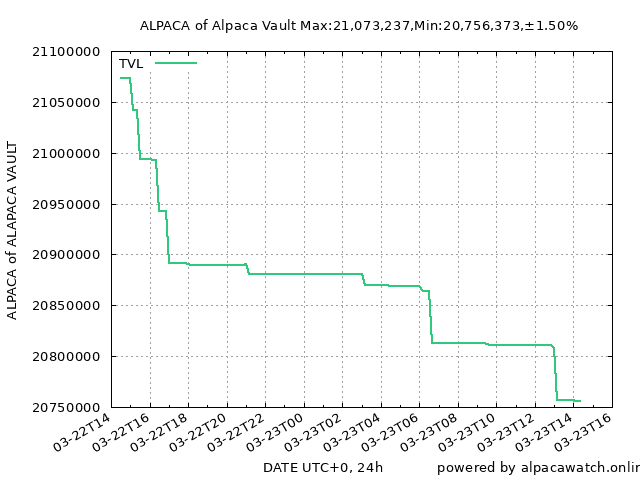 ALPACA of Alpaca Vault Max:21,073,237,Min:20,756,373,±1.50%
TVL
21100000
21050000
21000000
20950000
20900000
20850000
20800000
20750000
ALPACA of ALAPACA VAULT
03-22T14
03-22T16
03-22T18
03-22T20
03-22T22
03-23T00
03-23T02
03-23T04
03-23T06
03-23T08
03-23T10
03-23T12
03-23T14
03-23T16
DATE UTC+0, 24h
powered by alpacawatch.onlin